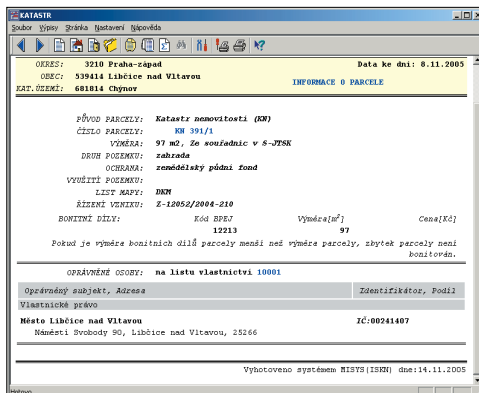 KATASTR
Soubor Výpisy Stránka Nastavení Nápověda
OKRES: 3210 Praha-západ Data ke dni: 8.11.2005
OBEC: 539414 Libčice nad Vltavou
INFORMACE O PARCELE
KAT.ÚZEMÍ: 681814 Chýnov
PŮVOD PARCELY: Katastr nemovitostí (KN)
ČÍSLO PARCELY: KN 391/1
VÝMĚRA: 97 m2, Ze souřadnic v S-JTSK
DRUH POZEMKU: zahrada
OCHRANA: zemědělský půdní fond
VYUŽITÍ POZEMKU:
LIST MAPY: DKM
ŘÍZENÍ VZNIKU: Z-12052/2004-210
BONITNÍ DÍLY: Kód BPEJ Výměra[m²] Cena[Kč]
12213 97
Pokud je výměra bonitních dílů parcely menší než výměra parcely, zbytek parcely není
bonitován.
OPRÁVNĚNÉ OSOBY: na listu vlastnictví 10001
Oprávněný subjekt, Adresa Identifikátor, Podíl
Vlastnické právo
Město Libčice nad Vltavou IČ:00241407
Náměstí Svobody 90, Libčice nad Vltavou, 25266
Vyhotoveno systémem MISYS(ISKN) dne:14.11.2005
Hotovo